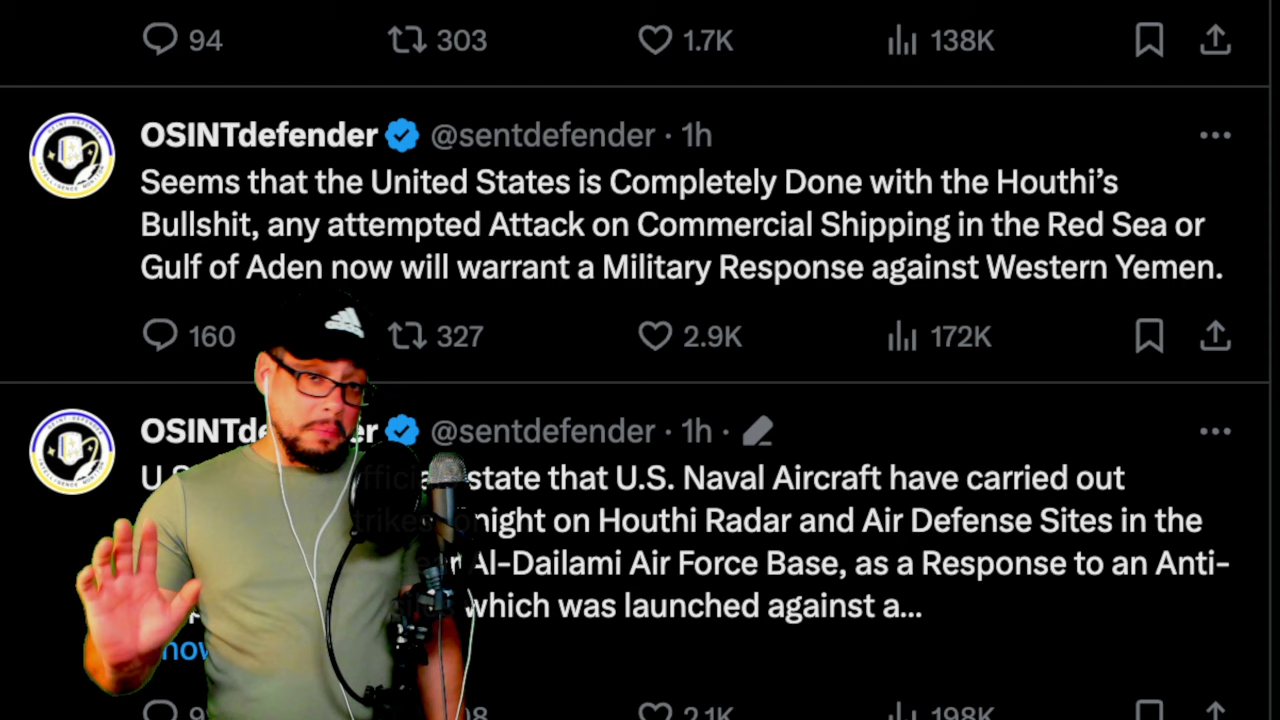 94 303 1.7K 138K
OSINTdefender @sentdefender · 1h
Seems that the United States is Completely Done with the Houthi's
Bullshit, any attempted Attack on Commercial Shipping in the Red Sea or
Gulf of Aden now will warrant a Military Response against Western Yemen.
160 327 2.9K 172K
@sentdefender · 1h ·
state that U.S. Naval Aircraft have carried out
on Houthi Radar and Air Defense Sites in the
Al-Dailami Air Force Base, as a Response to an Anti-
which was launched against a...
2.1K 198K